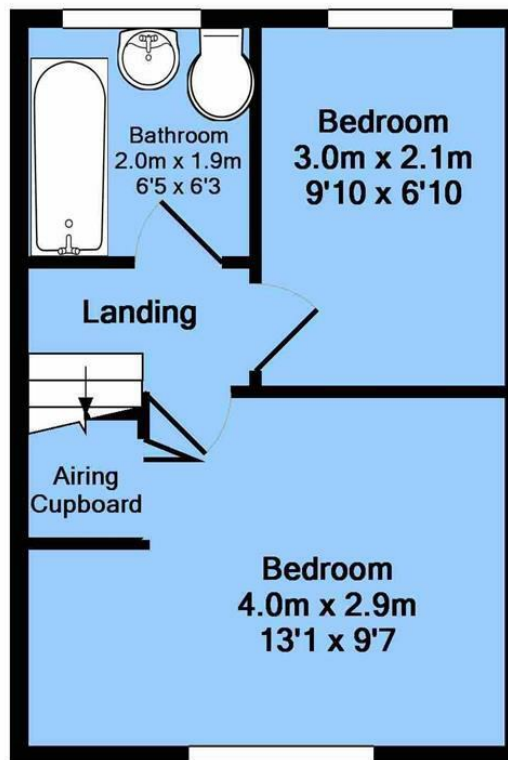 Bathroom
2.0m x 1.9m
6'5 x 6'3
Bedroom
3.0m x 2.1m
9'10 x 6'10
Landing
Airing
Cupboard
Bedroom
4.0m x 2.9m
13'1 x 9'7